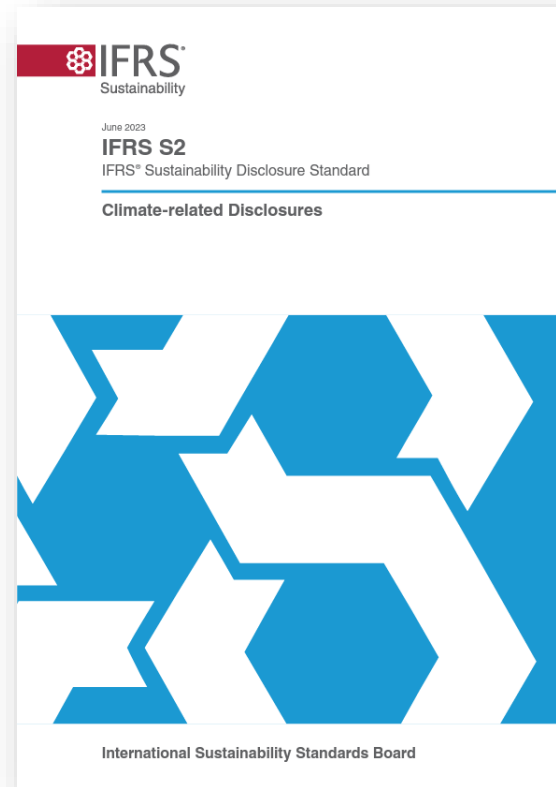 IFRS®
Sustainability
June 2023
IFRS S2
IFRS® Sustainability Disclosure Standard
Climate-related Disclosures
International Sustainability Standards Board